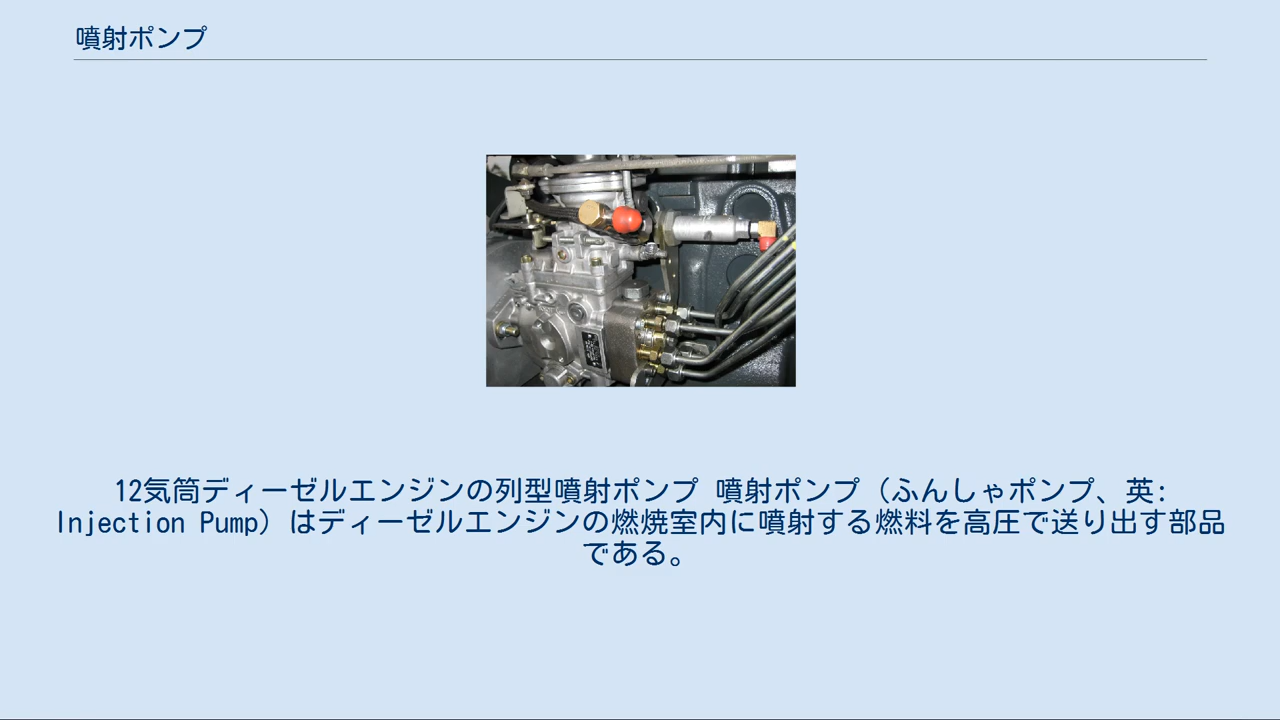 噴射ポンプ
12気筒ディーゼルエンジンの列型噴射ポンプ 噴射ポンプ（ふんしゃポンプ、英:
Injection Pump）はディーゼルエンジンの燃焼室内に噴射する燃料を高圧で送り出す部品
である。